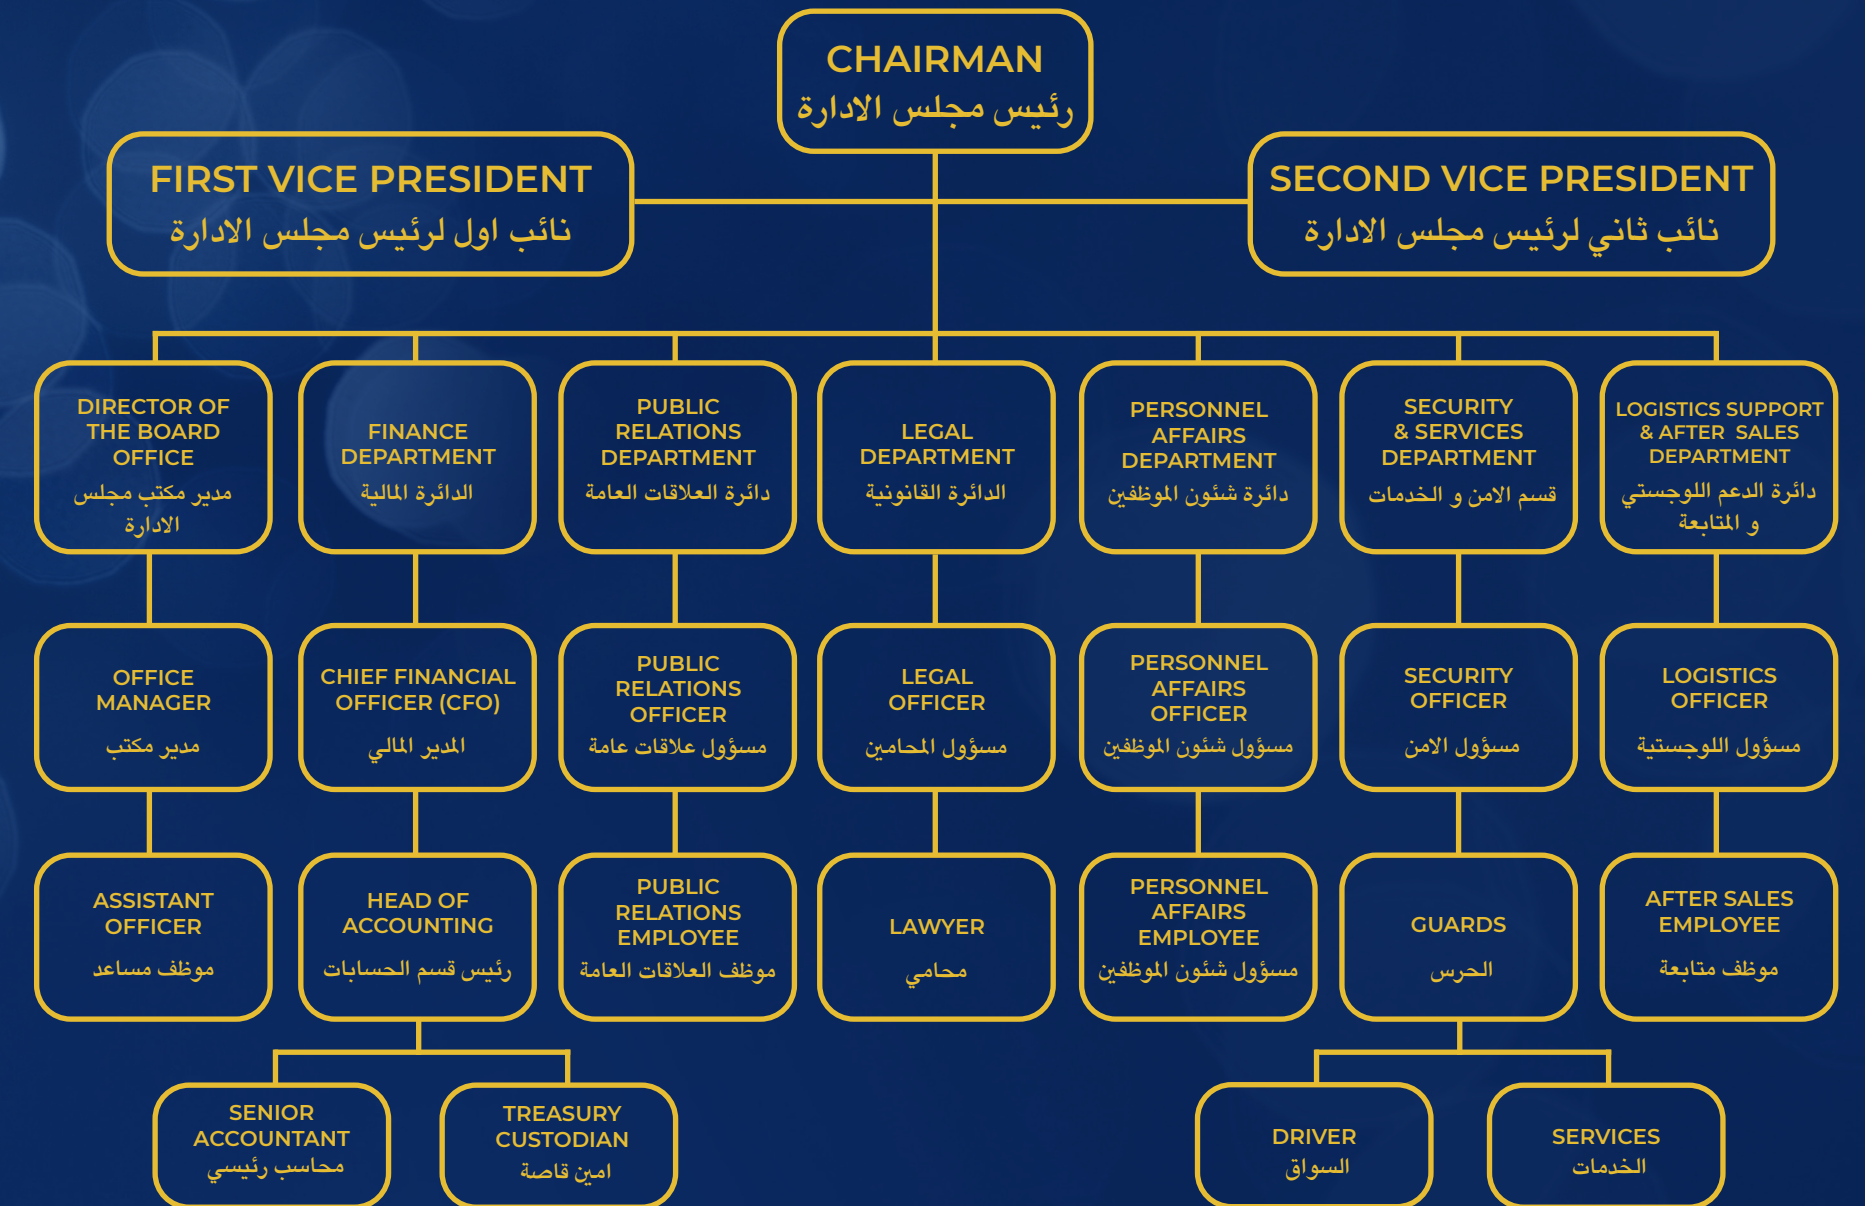 CHAIRMAN
رئيس مجلس الادارة
FIRST VICE PRESIDENT
نائب اول لرئيس مجلس الادارة
SECOND VICE PRESIDENT
نائب ثاني لرئيس مجلس الادارة
DIRECTOR OF
THE BOARD
OFFICE
مدير مكتب مجلس
الادارة
FINANCE
DEPARTMENT
الدائرة المالية
PUBLIC
RELATIONS
DEPARTMENT
دائرة العلاقات العامة
LEGAL
DEPARTMENT
الدائرة القانونية
PERSONNEL
AFFAIRS
DEPARTMENT
دائرة شئون الموظفين
SECURITY
& SERVICES
DEPARTMENT
قسم الامن و الخدمات
LOGISTICS SUPPORT
& AFTER SALES
DEPARTMENT
دائرة الدعم اللوجستي
و المتابعة
OFFICE
MANAGER
مدير مكتب
CHIEF FINANCIAL
OFFICER (CFO)
المدير المالي
PUBLIC
RELATIONS
OFFICER
مسؤول علاقات عامة
LEGAL
OFFICER
مسؤول المحامين
PERSONNEL
AFFAIRS
OFFICER
مسؤول شئون الموظفين
SECURITY
OFFICER
مسؤول الامن
LOGISTICS
OFFICER
مسؤول اللوجستية
ASSISTANT
OFFICER
موظف مساعد
HEAD OF
ACCOUNTING
رئيس قسم الحسابات
PUBLIC
RELATIONS
EMPLOYEE
موظف العلاقات العامة
LAWYER
محامي
PERSONNEL
AFFAIRS
EMPLOYEE
مسؤول شئون الموظفين
GUARDS
الحرس
AFTER SALES
EMPLOYEE
موظف متابعة
SENIOR
ACCOUNTANT
محاسب رئيسي
TREASURY
CUSTODIAN
امين قاصة
DRIVER
السواق
SERVICES
الخدمات